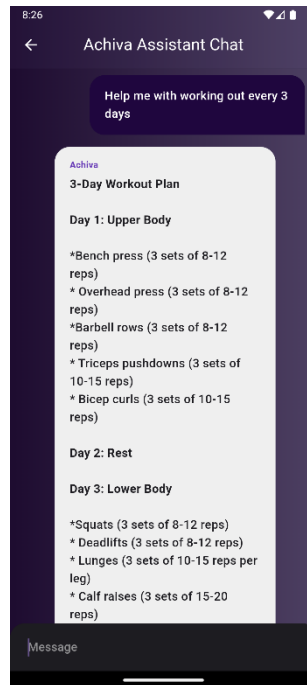 8:26
Achiva Assistant Chat
Help me with working out every 3
days
Achiva
3-Day Workout Plan
Day 1: Upper Body
*Bench press (3 sets of 8-12
reps)
* Overhead press (3 sets of 8-12
reps)
*Barbell rows (3 sets of 8-12
reps)
* Triceps pushdowns (3 sets of
10-15 reps)
* Bicep curls (3 sets of 10-15
reps)
Day 2: Rest
Day 3: Lower Body
*Squats (3 sets of 8-12 reps)
* Deadlifts (3 sets of 8-12 reps)
* Lunges (3 sets of 10-15 reps per
leg)
* Calf raises (3 sets of 15-20
reps)
Message